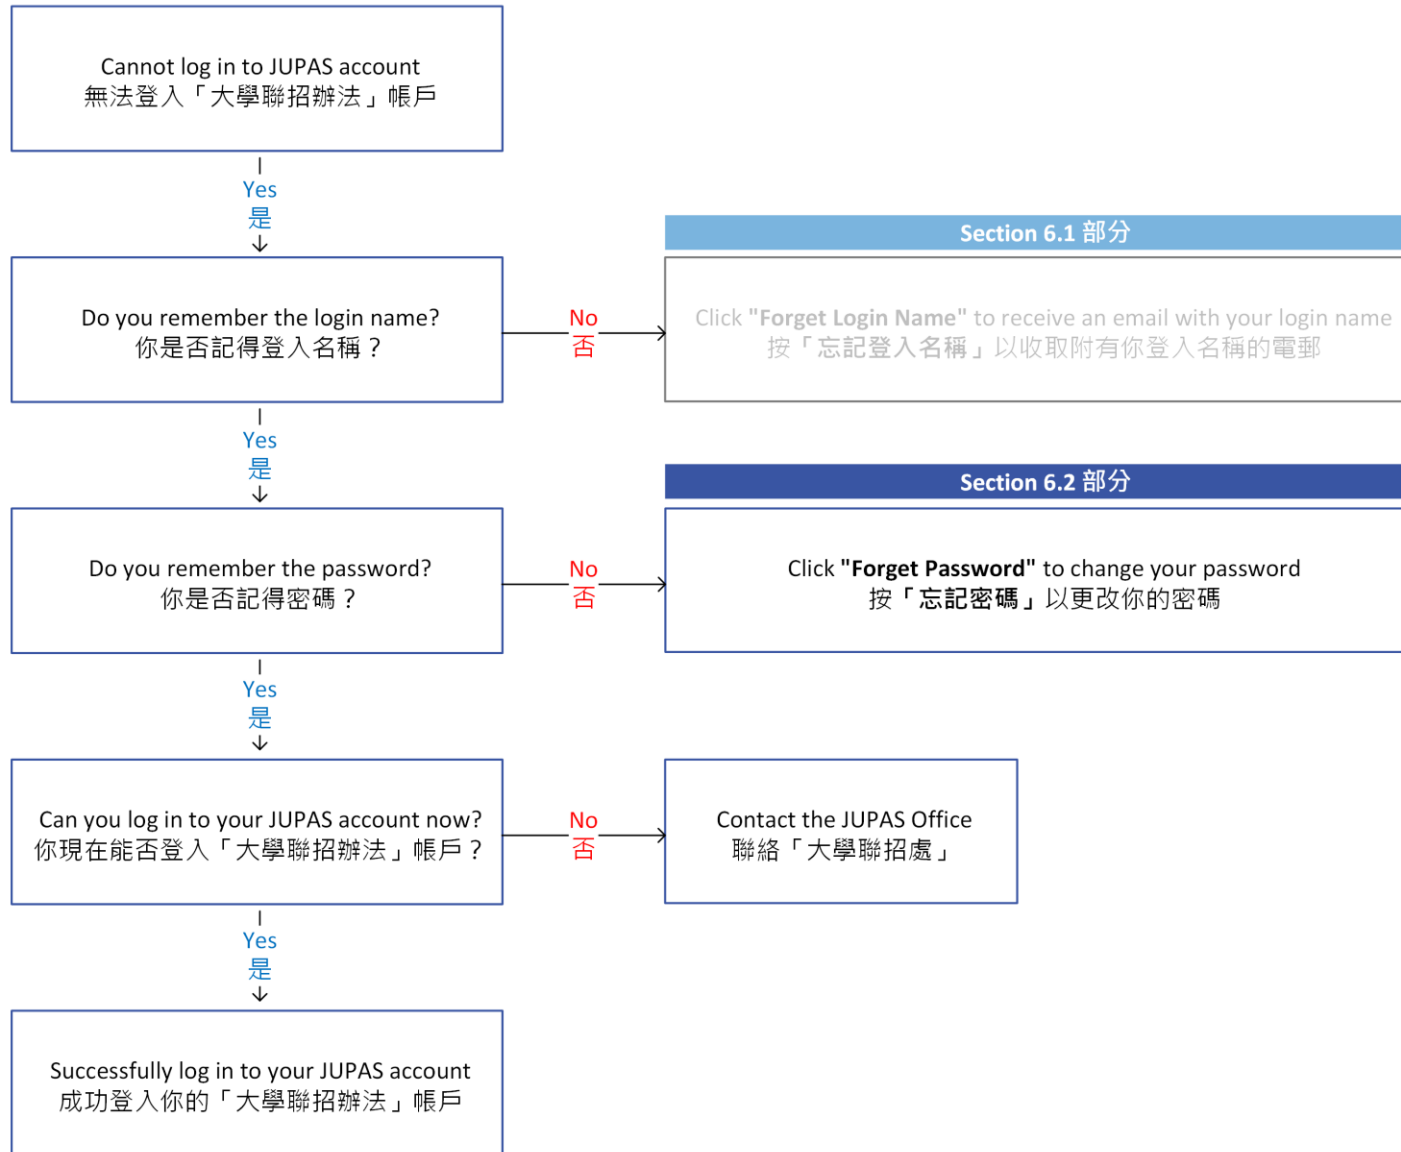 Cannot log in to JUPAS account
無法登入「大學聯招辦法」帳戶
Yes
是
Section 6.1 部分
Do you remember the login name?
你是否記得登入名稱？
No
否
Click "Forget Login Name" to receive an email with your login name
按「忘記登入名稱」以收取附有你登入名稱的電郵
Yes
是
Section 6.2 部分
Do you remember the password?
你是否記得密碼？
No
否
Click "Forget Password" to change your password
按「忘記密碼」以更改你的密碼
Yes
是
Can you log in to your JUPAS account now?
你現在能否登入「大學聯招辦法」帳戶？
No
否
Contact the JUPAS Office
聯絡「大學聯招處」
Yes
是
Successfully log in to your JUPAS account
成功登入你的「大學聯招辦法」帳戶